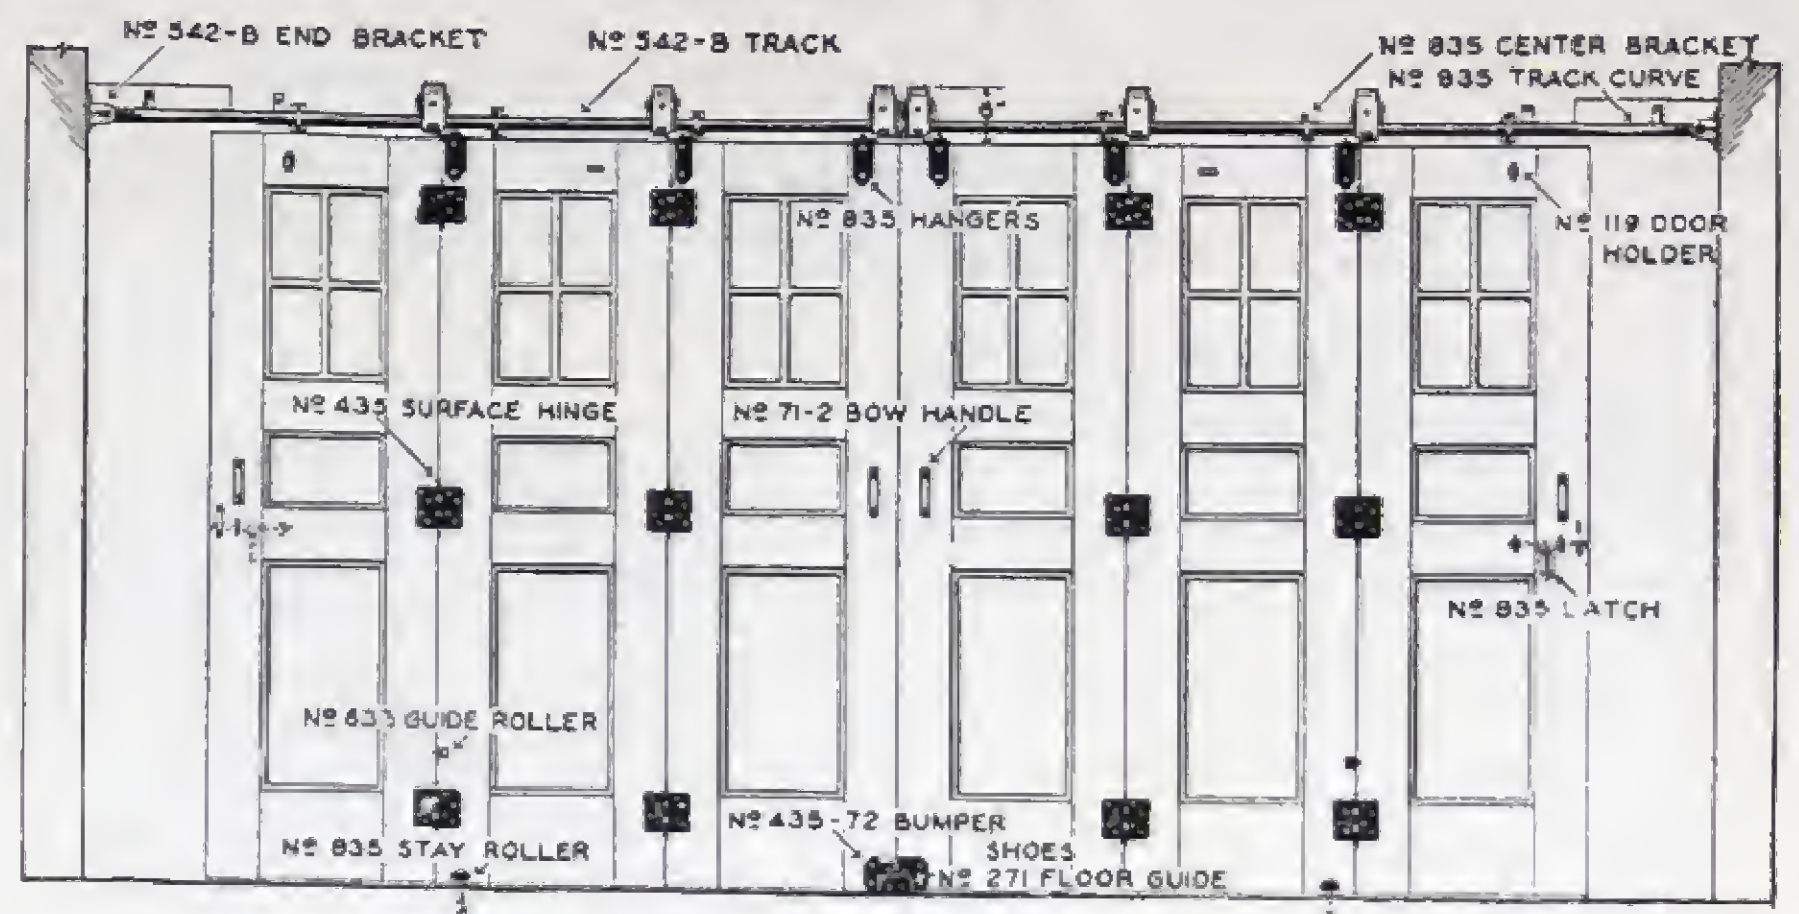 Nº 542-B END BRACKET
Nº 542-B TRACK
Nº 835 CENTER BRACKET
Nº 835 TRACK CURVE
8"
Nº 835 HANGERS
Nº 119 DOOR
HOLDER
Nº 435 SURFACE HINGE
Nº 71-2 BOW HANDLE
Nº 835 LATCH
GUIDE ROLLER
Nº 435-72 BUMPER
SHOES
Nº 835 STAY ROLLER
Nº 271 FLOOR GUIDE